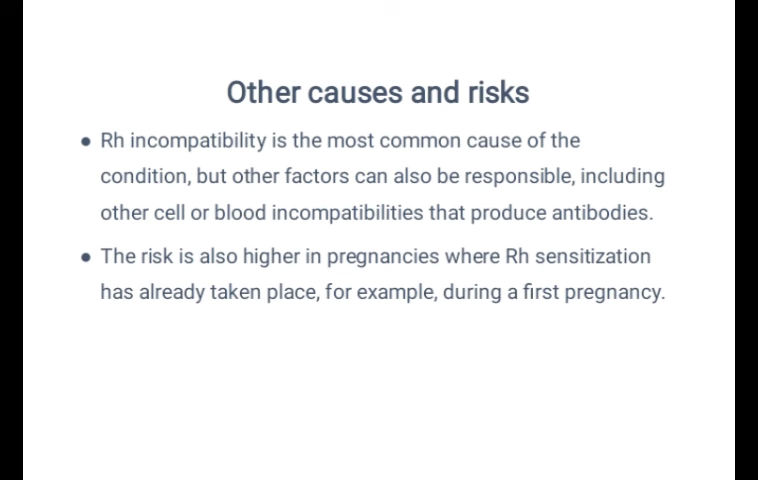 Other causes and risks
● Rh incompatibility is the most common cause of the
condition, but other factors can also be responsible, including
other cell or blood incompatibilities that produce antibodies.
● The risk is also higher in pregnancies where Rh sensitization
has already taken place, for example, during a first pregnancy.